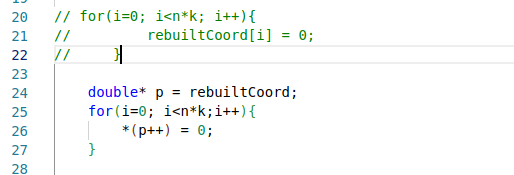 20 // for(i=0; i<n*k; i++){
21 //         rebuiltCoord[i] = 0;
22 //     }
23
24     double* p = rebuiltCoord;
25     for(i=0; i<n*k;i++){
26         *(p++) = 0;
27     }
28